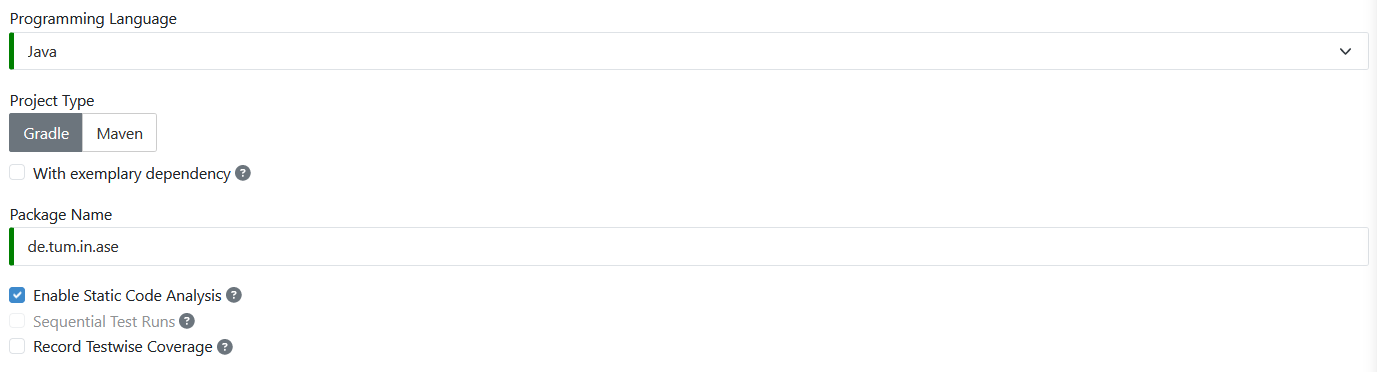 Programming Language
Java
Project Type
Gradle Maven
With exemplary dependency ?
Package Name
de.tum.in.ase
Enable Static Code Analysis ?
Sequential Test Runs ?
Record Testwise Coverage ?